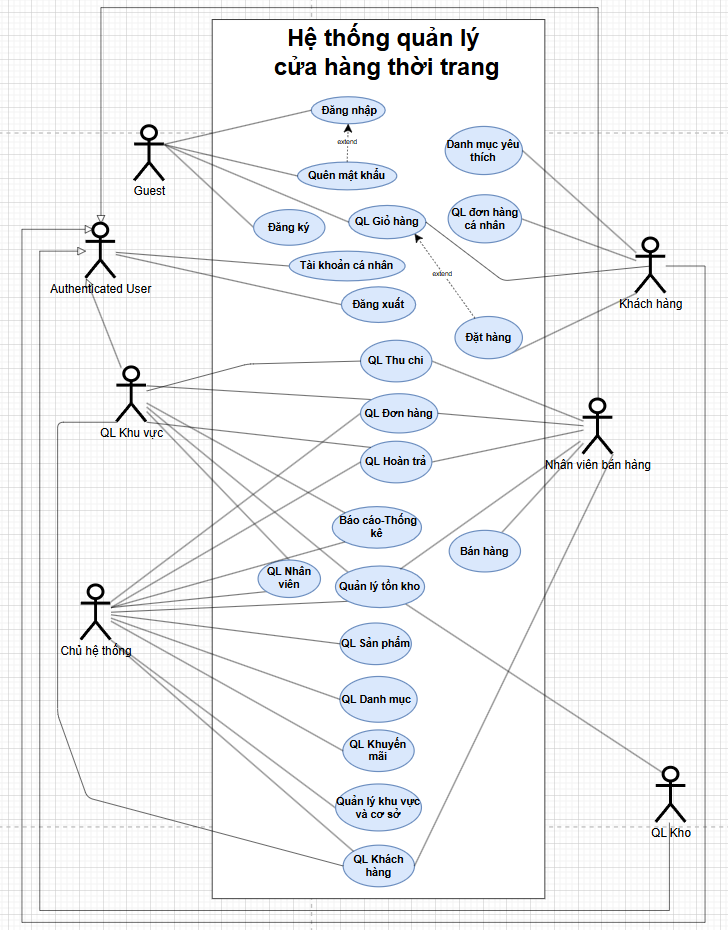 Hệ thống quản lý
cửa hàng thời trang
Đăng nhập
extend
Danh mục yêu
thích
Quên mật khẩu
Guest
QL đơn hàng
cá nhân
QL Giỏ hàng
Đăng ký
Tài khoản cá nhân
extend
Authenticated User
Đăng xuất
Khách hàng
Đặt hàng
QL Thu chi
QL Đơn hàng
QL Khu vực
QL Hoàn trả
Nhân viên bán hàng
Báo cáo-Thống
kê
Bán hàng
QL Nhân
viên
Quản lý tồn kho
QL Sản phẩm
Chủ hệ thống
QL Danh mục
QL Khuyến
mãi
Quản lý khu vực
và cơ sở
QL Kho
QL Khách
hàng